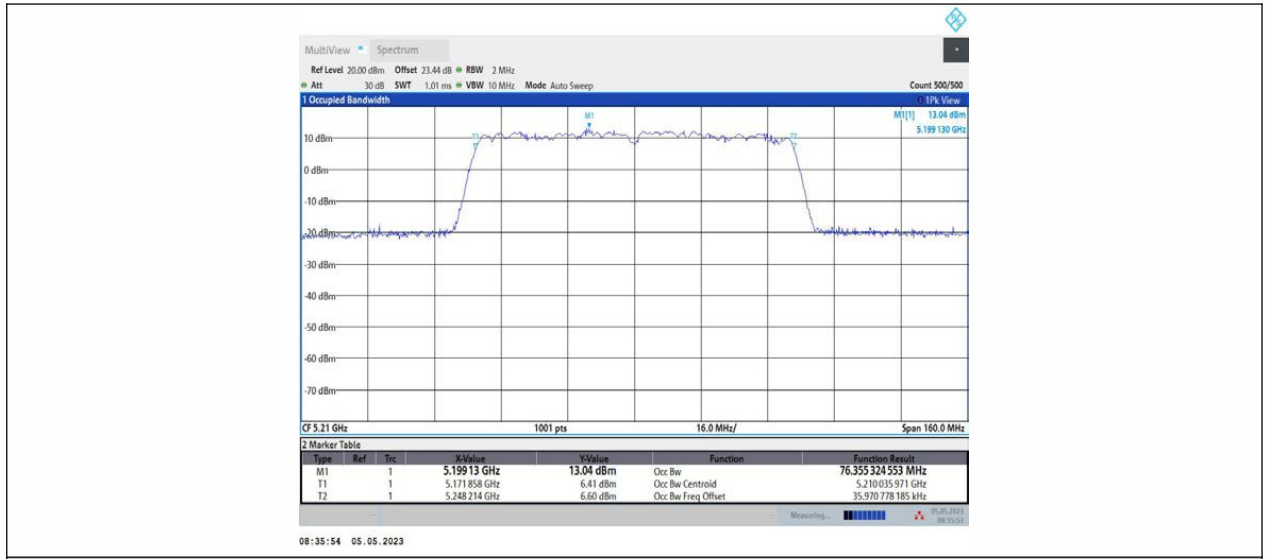 MultiView Spectrum
Ref Level 20.00 dBm Offset 23.44 dB RBW 2 MHz
Att 30 dB SWT 1.01 ms VBW 10 MHz Mode Auto Sweep Count 500/500
1 Occupied Bandwidth 1Pk View
M1[1] 13.04 dBm
5.199 130 GHz
M1
T1 T2
10 dBm
0 dBm
-10 dBm
-20 dBm
-30 dBm
-40 dBm
-50 dBm
-60 dBm
-70 dBm
CF 5.21 GHz 1001 pts 16.0 MHz/ Span 160.0 MHz
2 Marker Table
Type Ref Trc X-Value Y-Value Function Function Result
M1 1 5.19913 GHz 13.04 dBm Occ Bw 76.355 324 553 MHz
T1 1 5.171 858 GHz 6.41 dBm Occ Bw Centroid 5.210 035 971 GHz
T2 1 5.248 214 GHz 6.60 dBm Occ Bw Freq Offset 35.970 778 185 kHz
Measuring... 05.05.2023
08:35:53
08:35:54 05.05.2023